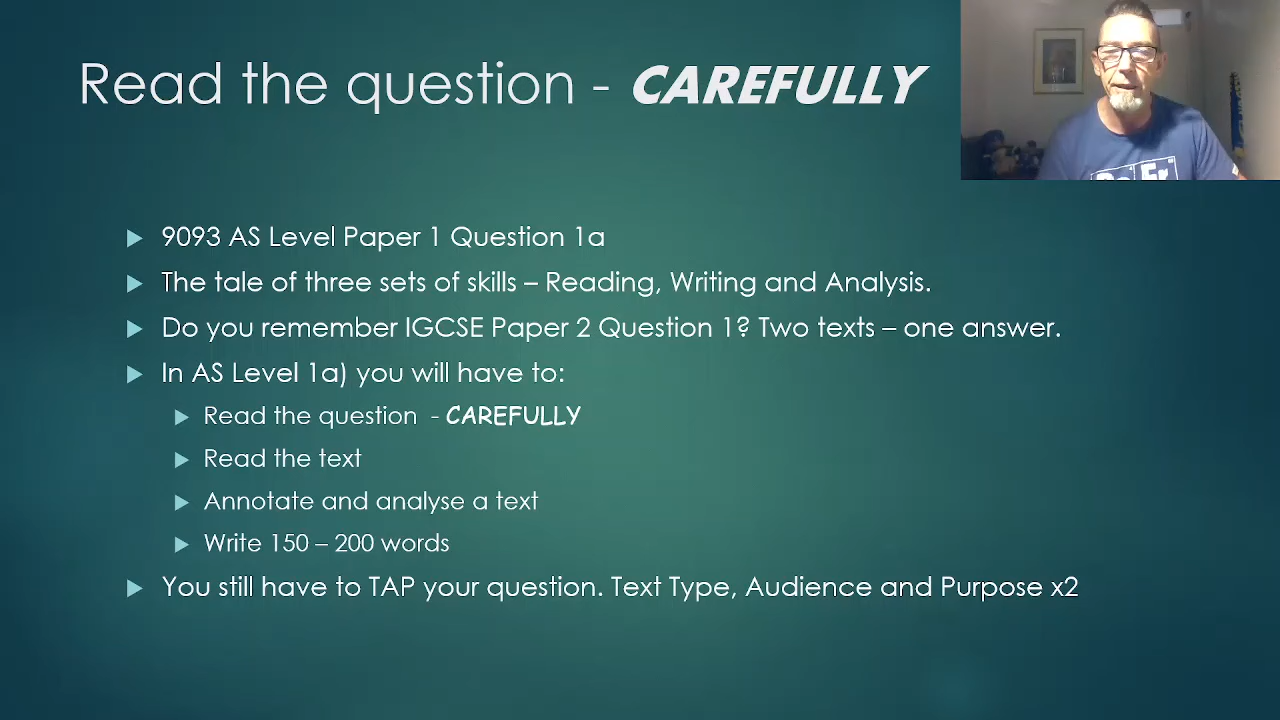 Read the question - CAREFULLY
9093 AS Level Paper 1 Question 1a
The tale of three sets of skills – Reading, Writing and Analysis.
Do you remember IGCSE Paper 2 Question 1? Two texts – one answer.
In AS Level 1a) you will have to:
Read the question - CAREFULLY
Read the text
Annotate and analyse a text
Write 150 – 200 words
You still have to TAP your question. Text Type, Audience and Purpose x2